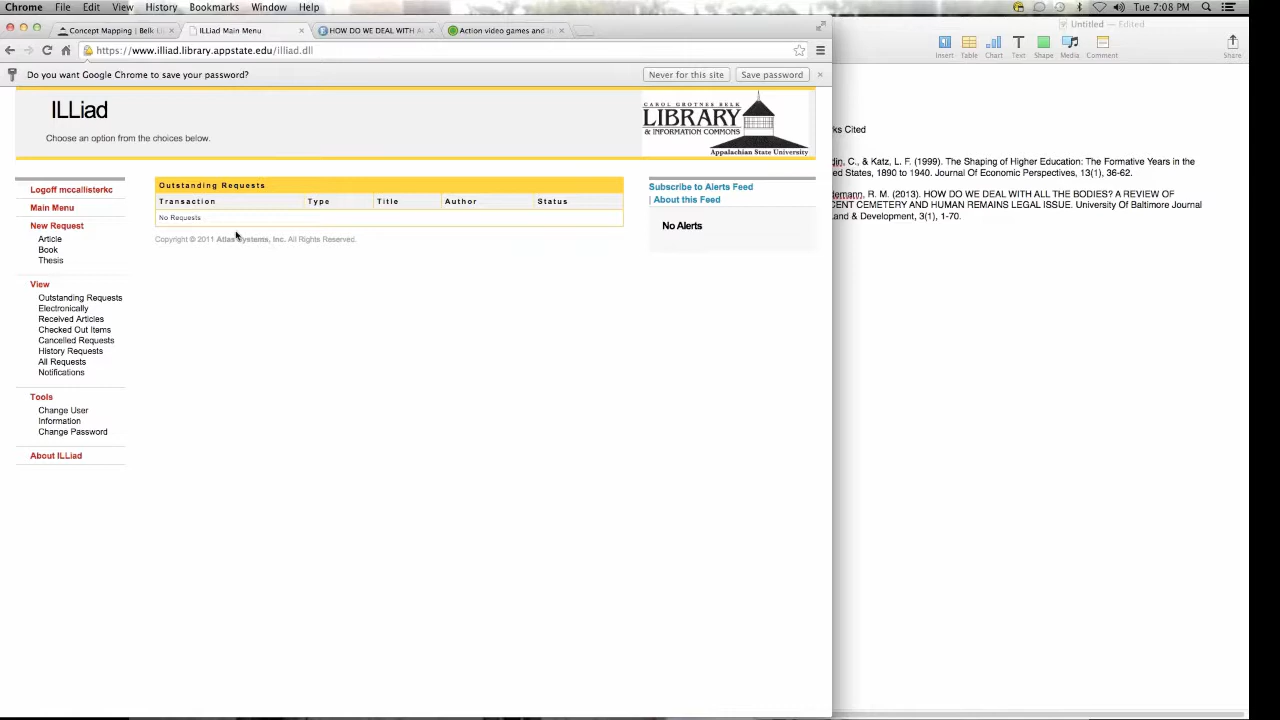 Chrome File Edit View History Bookmarks Window Help Tue 7:08 PM
Concept Mapping | Belk Li ILLiad Main Menu HOW DO WE DEAL WITH A Action video games and in
https://www.illiad.library.appstate.edu/illiad.dll
Do you want Google Chrome to save your password? Never for this site Save password
ILLiad
Choose an option from the choices below.
CAROL GROTNES BELK
LIBRARY
& INFORMATION COMMONS
Appalachian State University
Logoff mccallisterkc
Main Menu
New Request
Article
Book
Thesis
View
Outstanding Requests
Electronically
Received Articles
Checked Out Items
Cancelled Requests
History Requests
All Requests
Notifications
Tools
Change User
Information
Change Password
About ILLiad
Outstanding Requests
Transaction Type Title Author Status
No Requests
Copyright © 2011 Atlas Systems, Inc. All Rights Reserved.
Subscribe to Alerts Feed
| About this Feed
No Alerts
Untitled — Edited
Insert Table Chart Text Shape Media Comment Share
ks Cited
din, C., & Katz, L. F. (1999). The Shaping of Higher Education: The Formative Years in the
ed States, 1890 to 1940. Journal Of Economic Perspectives, 13(1), 36-62.
temann, R. M. (2013). HOW DO WE DEAL WITH ALL THE BODIES? A REVIEW OF
CENT CEMETERY AND HUMAN REMAINS LEGAL ISSUE. University Of Baltimore Journal
Land & Development, 3(1), 1-70.